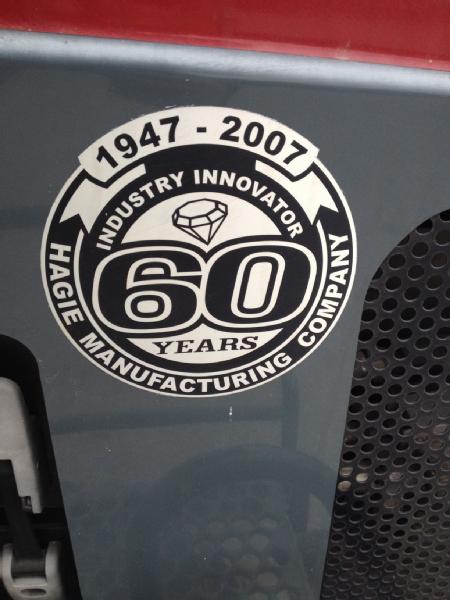 1947 - 2007
INDUSTRY INNOVATOR
60
YEARS
HAGIE MANUFACTURING COMPANY